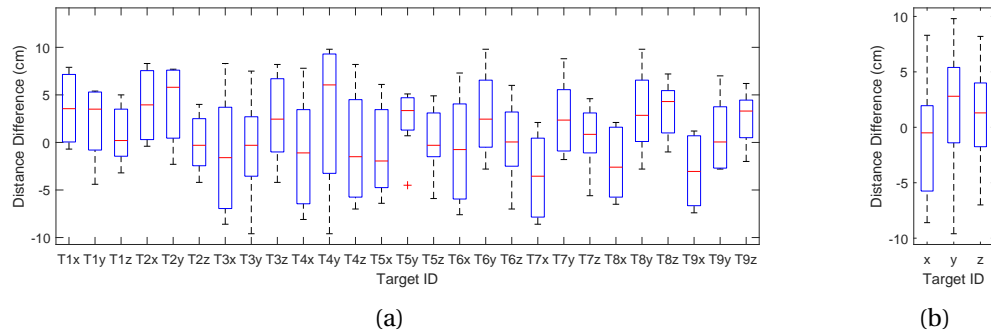 Distance Difference (cm)
10
5
0
-5
-10
T1x T1y T1z T2x T2y T2z T3x T3y T3z T4x T4y T4z T5x T5y T5z T6x T6y T6z T7x T7y T7z T8x T8y T8z T9x T9y T9z
Target ID
(a)
Distance Difference (cm)
10
5
0
-5
-10
x y z
Target ID
(b)